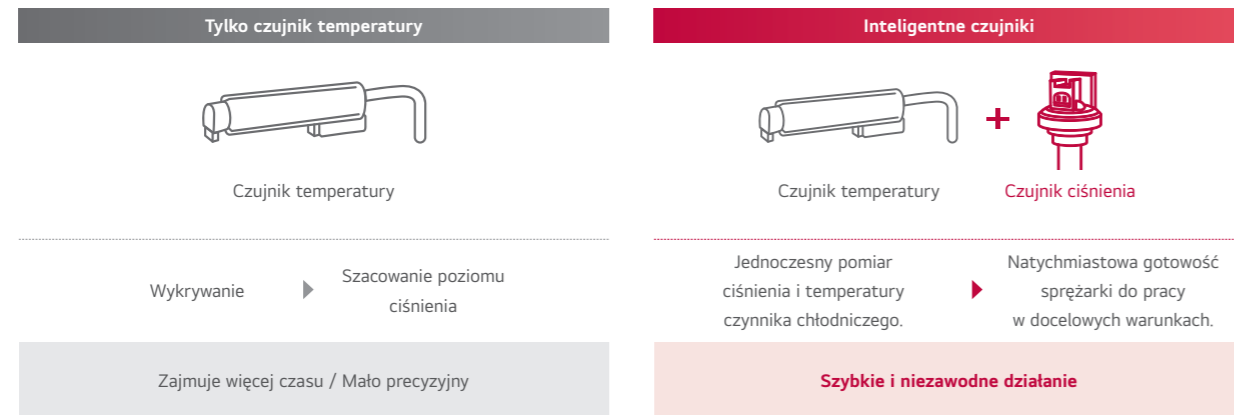 Tylko czujnik temperatury
Czujnik temperatury
Wykrywanie
Szacowanie poziomu
ciśnienia
Zajmuje więcej czasu / Mało precyzyjny
Inteligentne czujniki
+
Czujnik temperatury
Czujnik ciśnienia
Jednoczesny pomiar
ciśnienia i temperatury
czynnika chłodniczego.
Natychmiastowa gotowość
sprężarki do pracy
w docelowych warunkach.
Szybkie i niezawodne działanie